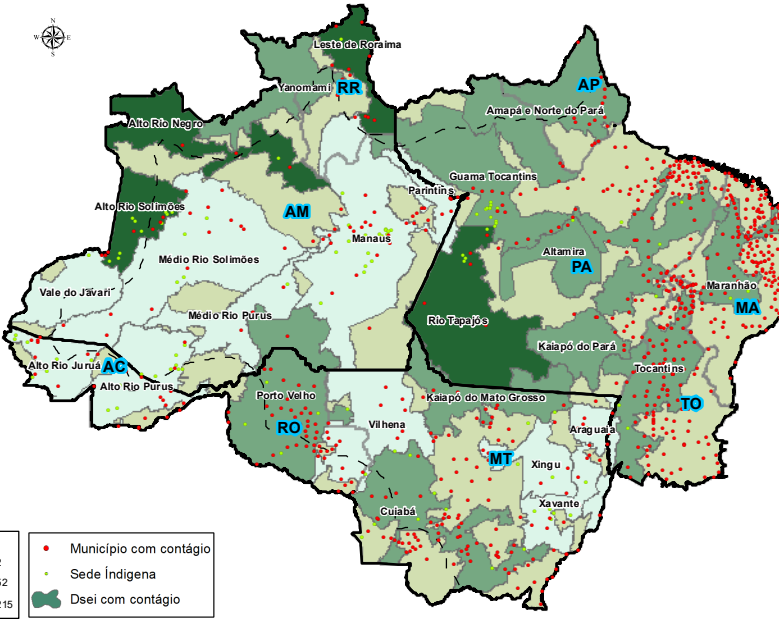 N
W E
S
Leste de Roraima
Yanomami
RR
AP
Alto Rio Negro
Amapá e Norte do Pará
Guama Tocantins
Parintins
Alto Rio Solimões
AM
Manaus
Médio Rio Solimões
Altamira
PA
Maranhão
MA
Vale do Javari
Médio Rio Purus
Rio Tapajós
Kaiapó do Pará
Alto Rio Juruá
AC
Alto Rio Purus
Tocantins
Porto Velho
Kaiapó do Mato Grosso
TO
RO
Vilhena
Araguaia
MT
Xingu
Cuiabá
Xavante
2
52
215
Município com contágio
Sede Índigena
Dsei com contágio